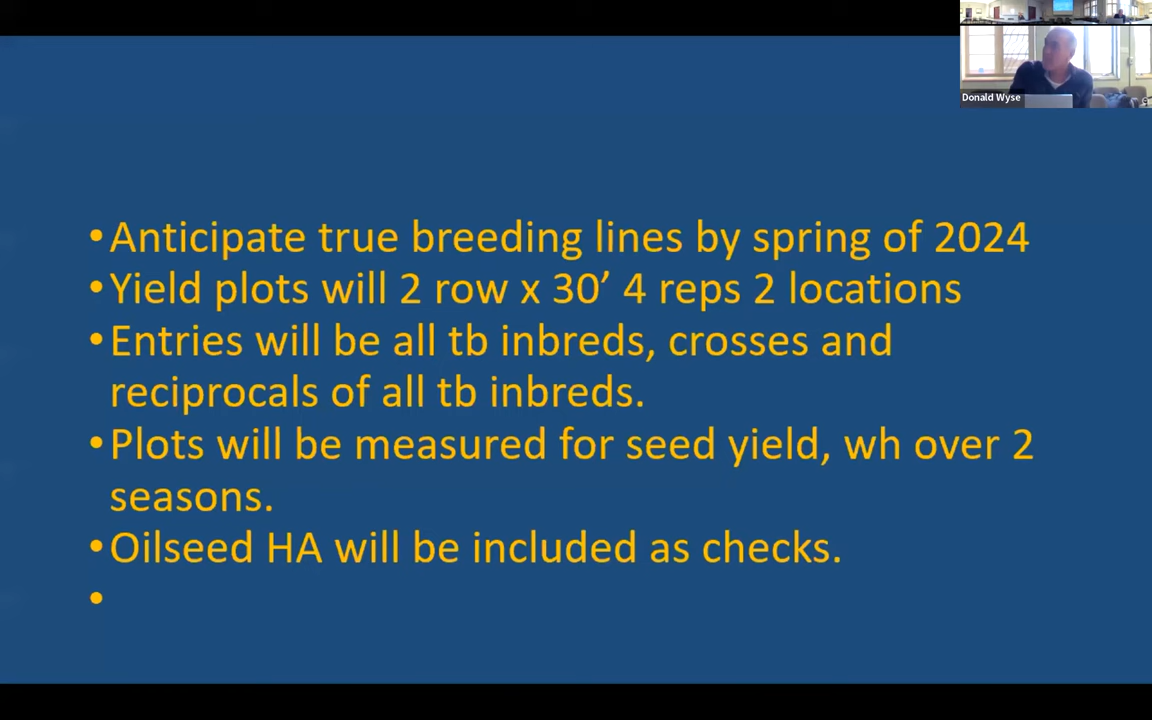 Donald Wyse
•Anticipate true breeding lines by spring of 2024
•Yield plots will 2 row x 30’ 4 reps 2 locations
•Entries will be all tb inbreds, crosses and
reciprocals of all tb inbreds.
•Plots will be measured for seed yield, wh over 2
seasons.
•Oilseed HA will be included as checks.
•